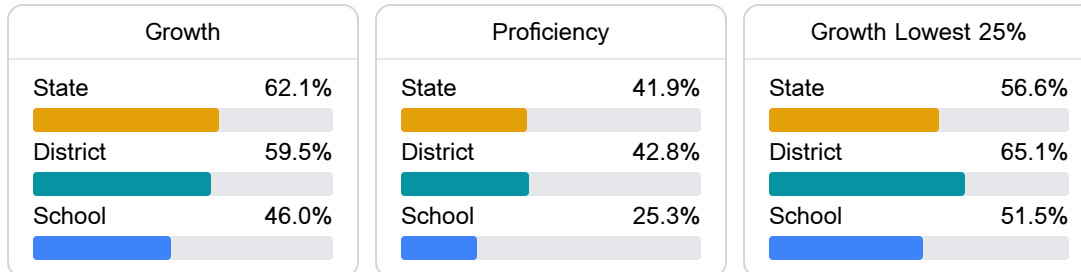 Growth
State 62.1%
District 59.5%
School 46.0%
Proficiency
State 41.9%
District 42.8%
School 25.3%
Growth Lowest 25%
State 56.6%
District 65.1%
School 51.5%